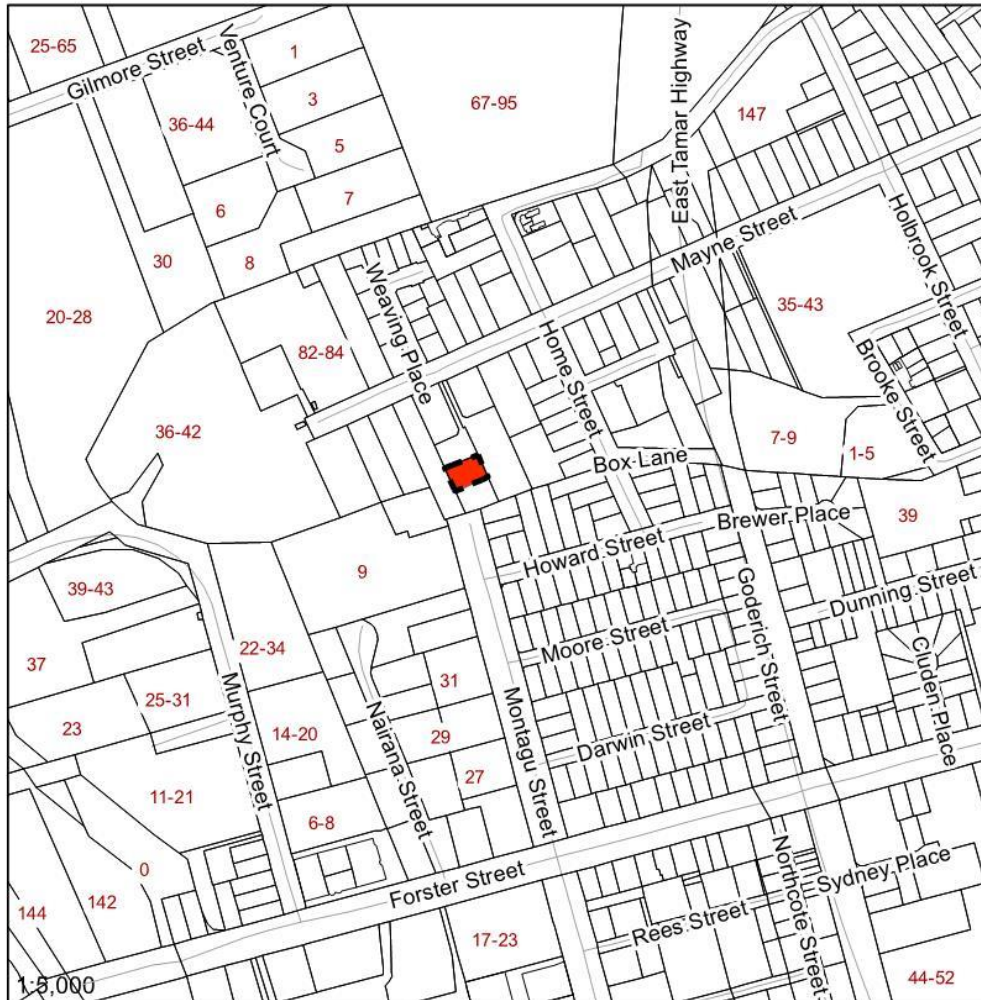 25-65
Gilmore Street
Venture Court
1
3
5
7
36-44
6
8
30
20-28
67-95
East Tamar Highway
147
Mayne Street
Holbrook Street
35-43
Brooke Street
Weaving Place
82-84
Home Street
36-42
7-9
1-5
Box Lane
Brewer Place
39
Howard Street
9
39-43
Dunning Street
Goderich Street
Moore Street
22-34
37
31
Cluden Place
25-31
Murphy Street
Nairana Street
Montagu Street
23
14-20
29
Darwin Street
27
11-21
6-8
0
Forster Street
Northcote Street
Sydney Place
142
144
Rees Street
17-23
44-52
1:5,000